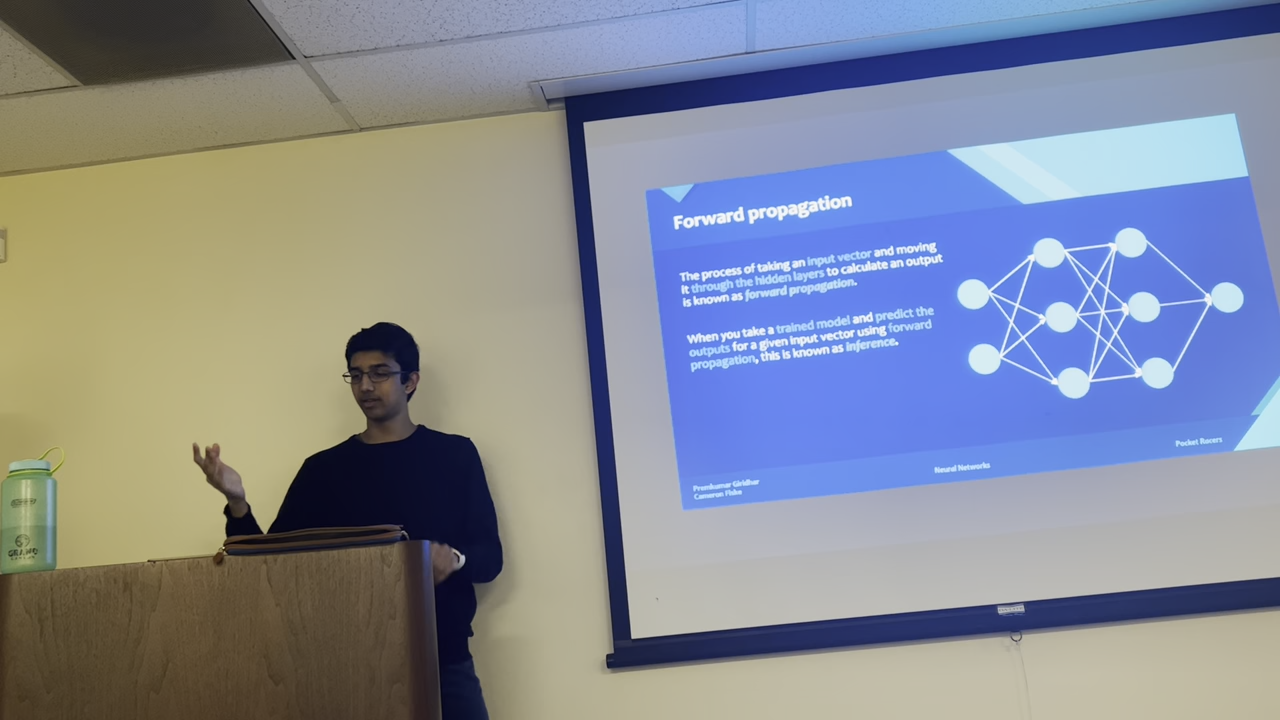 Forward propagation
The process of taking an input vector and moving
it through the hidden layers to calculate an output
is known as forward propagation.
When you take a trained model and predict the
outputs for a given input vector using forward
propagation, this is known as inference.
Premkumar Giridhar
Cameron Fiske
Neural Networks
Pocket Racers
GRAND